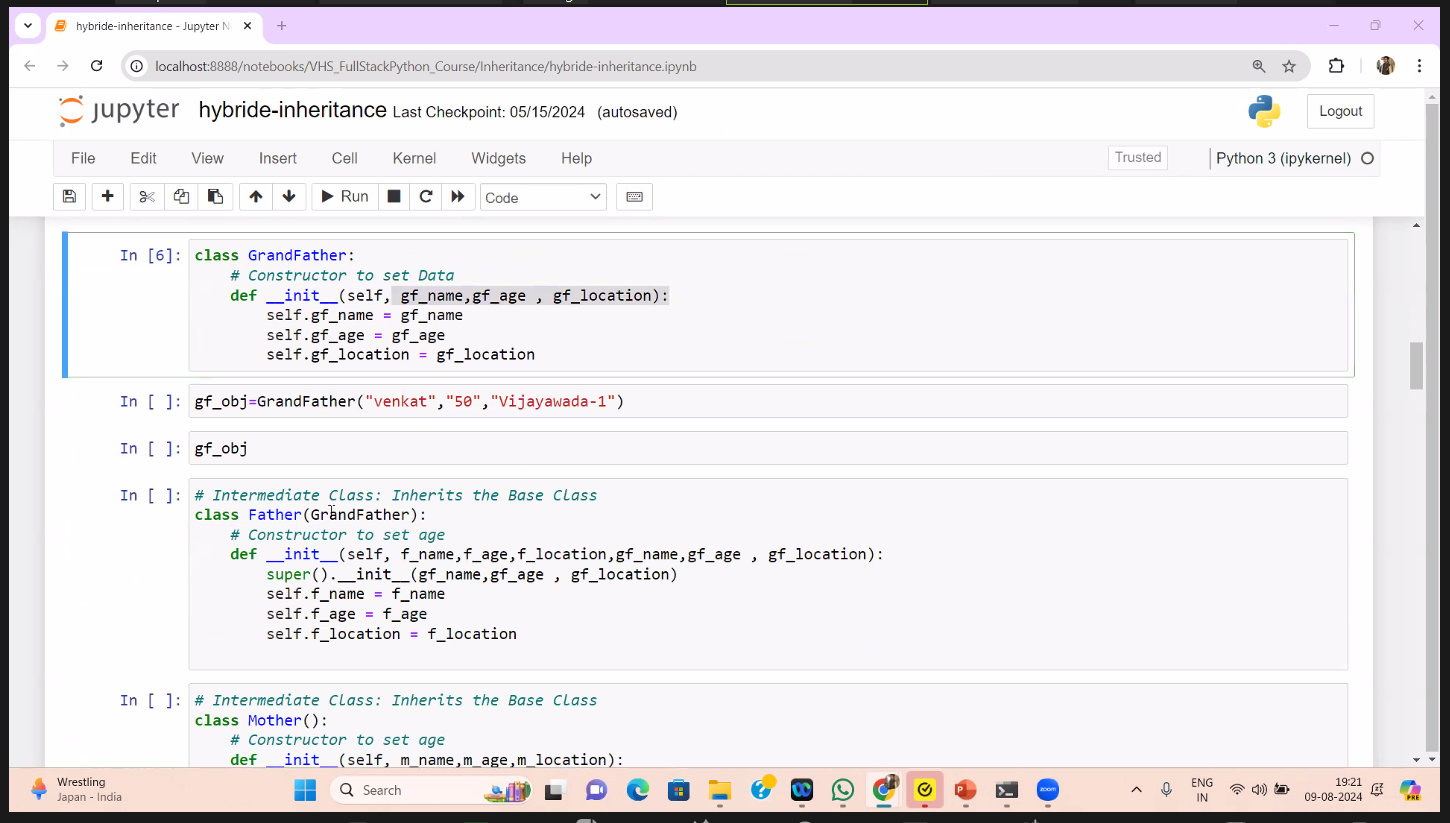 hybride-inheritance - Jupyter N
localhost:8888/notebooks/VHS_FullStackPython_Course/Inheritance/hybride-inheritance.ipynb
jupyter hybride-inheritance Last Checkpoint: 05/15/2024 (autosaved)
Logout
File Edit View Insert Cell Kernel Widgets Help
Trusted
Python 3 (ipykernel)
Run
Code
In [6]: class GrandFather:
# Constructor to set Data
def __init__(self, gf_name,gf_age , gf_location):
self.gf_name = gf_name
self.gf_age = gf_age
self.gf_location = gf_location
In [ ]: gf_obj=GrandFather("venkat","50","Vijayawada-1")
In [ ]: gf_obj
In [ ]: # Intermediate Class: Inherits the Base Class
class Father(GrandFather):
# Constructor to set age
def __init__(self, f_name,f_age,f_location,gf_name,gf_age , gf_location):
super().__init__(gf_name,gf_age , gf_location)
self.f_name = f_name
self.f_age = f_age
self.f_location = f_location
In [ ]: # Intermediate Class: Inherits the Base Class
class Mother():
# Constructor to set age
def __init__(self, m_name,m_age,m_location):
Wrestling
Japan - India
Search
zoom
ENG
IN
19:21
09-08-2024
PRE